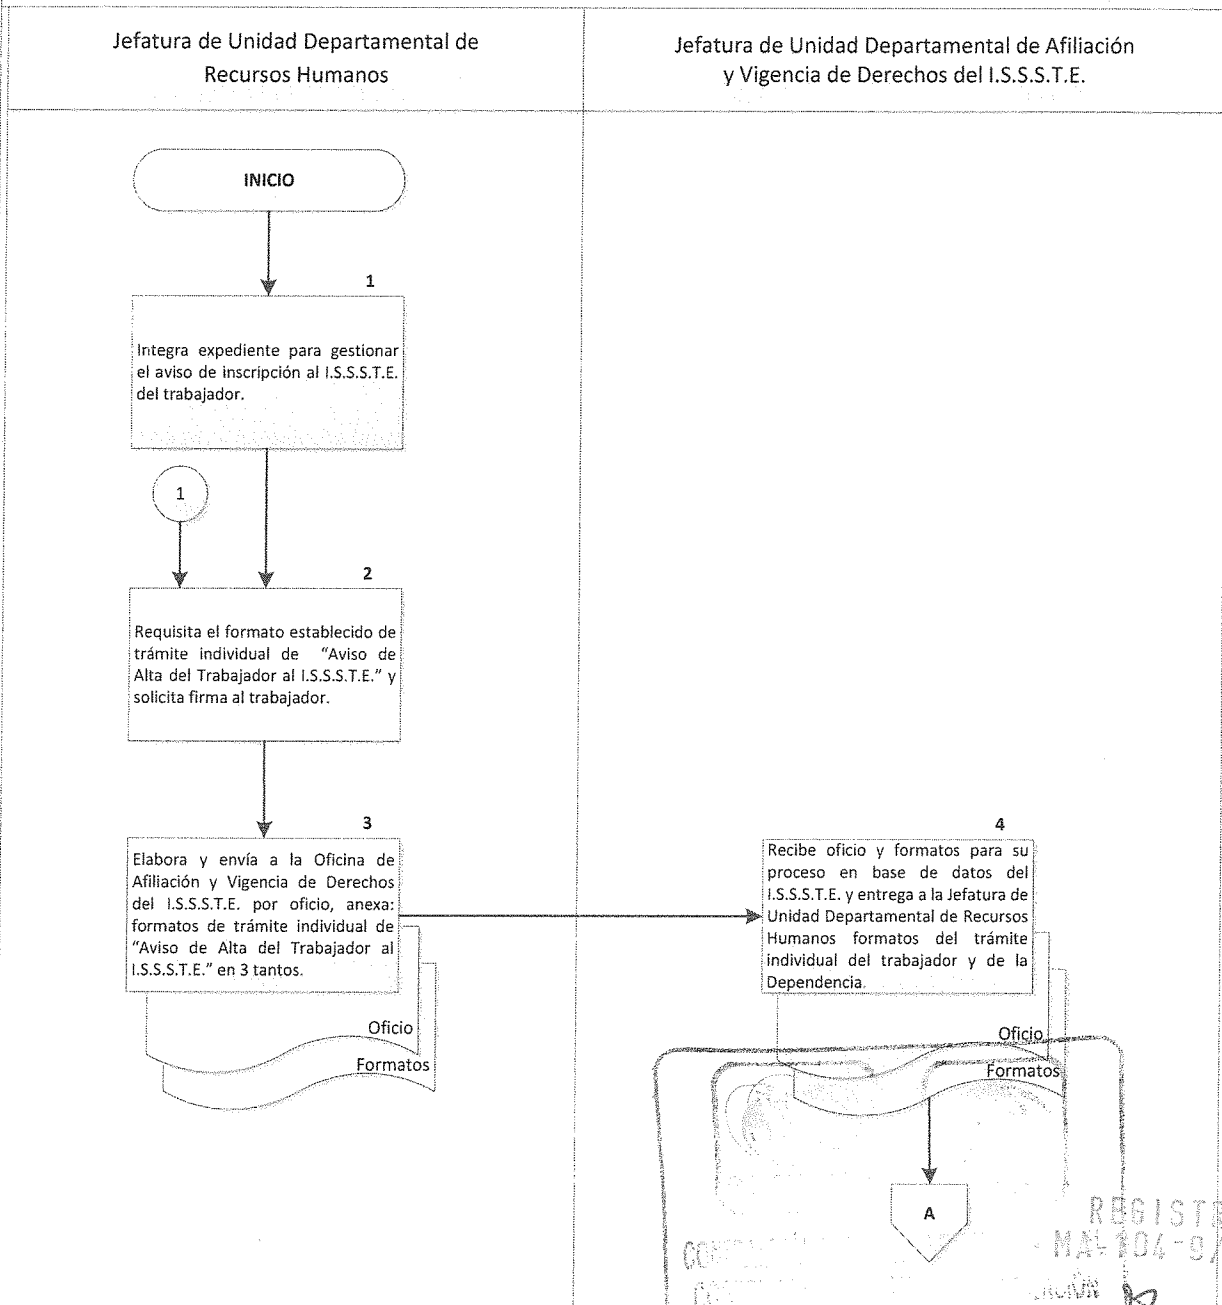 Jefatura de Unidad Departamental de
Recursos Humanos
Jefatura de Unidad Departamental de Afiliación
y Vigencia de Derechos del I.S.S.S.T.E.
INICIO
1
Integra expediente para gestionar
el aviso de inscripción al I.S.S.S.T.E.
del trabajador.
1
2
Requisita el formato establecido de
trámite individual de “Aviso de
Alta del Trabajador al I.S.S.S.T.E.” y
solicita firma al trabajador.
3
Elabora y envía a la Oficina de
Afiliación y Vigencia de Derechos
del I.S.S.S.T.E. por oficio, anexa:
formatos de trámite individual de
“Aviso de Alta del Trabajador al
I.S.S.S.T.E.” en 3 tantos.
Oficio
Formatos
4
Recibe oficio y formatos para su
proceso en base de datos del
I.S.S.S.T.E. y entrega a la Jefatura de
Unidad Departamental de Recursos
Humanos formatos del trámite
individual del trabajador y de la
Dependencia.
Oficio
Formatos
A
REGISTR
MA-104-9/